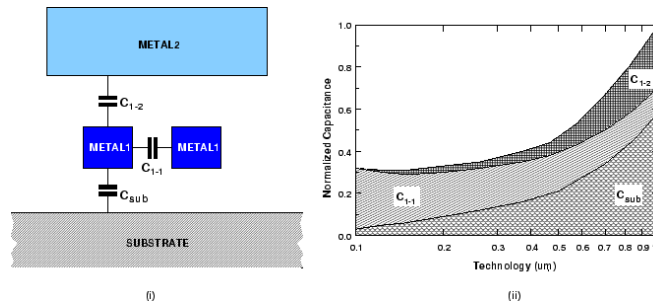 METAL2
C1-2
METAL1
METAL1
C1-1
Csub
SUBSTRATE
(i)
Normalized Capacitance
1.0
0.8
0.6
0.4
0.2
0.0
C1-2
C1-1
Csub
0.1 0.2 0.3 0.4 0.5 0.6 0.7 0.8 0.9 1
Technology (um)
(ii)